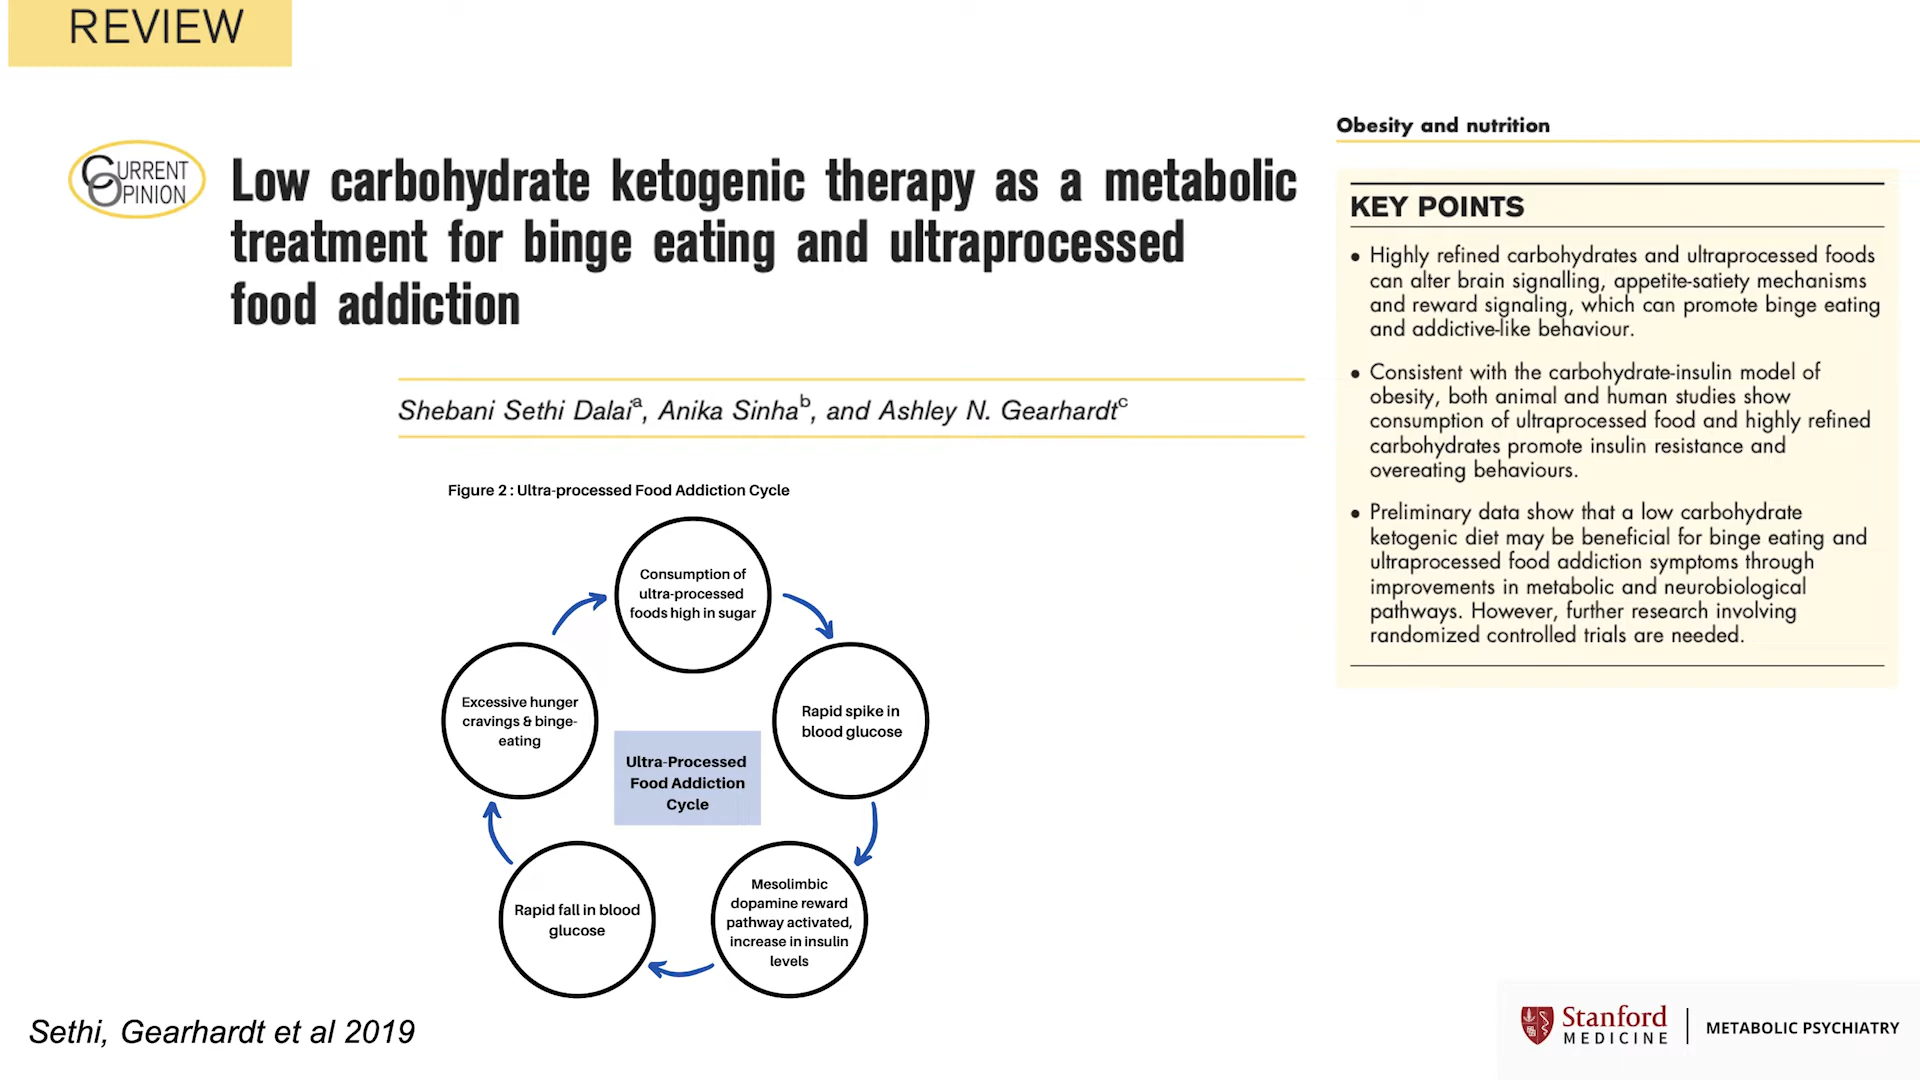 REVIEW
CURRENT
OPINION
Low carbohydrate ketogenic therapy as a metabolic
treatment for binge eating and ultraprocessed
food addiction
Shebani Sethi Dalaiᵃ, Anika Sinhaᵇ, and Ashley N. Gearhardtᶜ
Figure 2 : Ultra-processed Food Addiction Cycle
Consumption of
ultra-processed
foods high in sugar
Rapid spike in
blood glucose
Mesolimbic
dopamine reward
pathway activated,
increase in insulin
levels
Rapid fall in blood
glucose
Excessive hunger
cravings & binge-
eating
Ultra-Processed
Food Addiction
Cycle
Obesity and nutrition
KEY POINTS
• Highly refined carbohydrates and ultraprocessed foods
can alter brain signalling, appetite-satiety mechanisms
and reward signaling, which can promote binge eating
and addictive-like behaviour.
• Consistent with the carbohydrate-insulin model of
obesity, both animal and human studies show
consumption of ultraprocessed food and highly refined
carbohydrates promote insulin resistance and
overeating behaviours.
• Preliminary data show that a low carbohydrate
ketogenic diet may be beneficial for binge eating and
ultraprocessed food addiction symptoms through
improvements in metabolic and neurobiological
pathways. However, further research involving
randomized controlled trials are needed.
Sethi, Gearhardt et al 2019
Stanford
MEDICINE
METABOLIC PSYCHIATRY